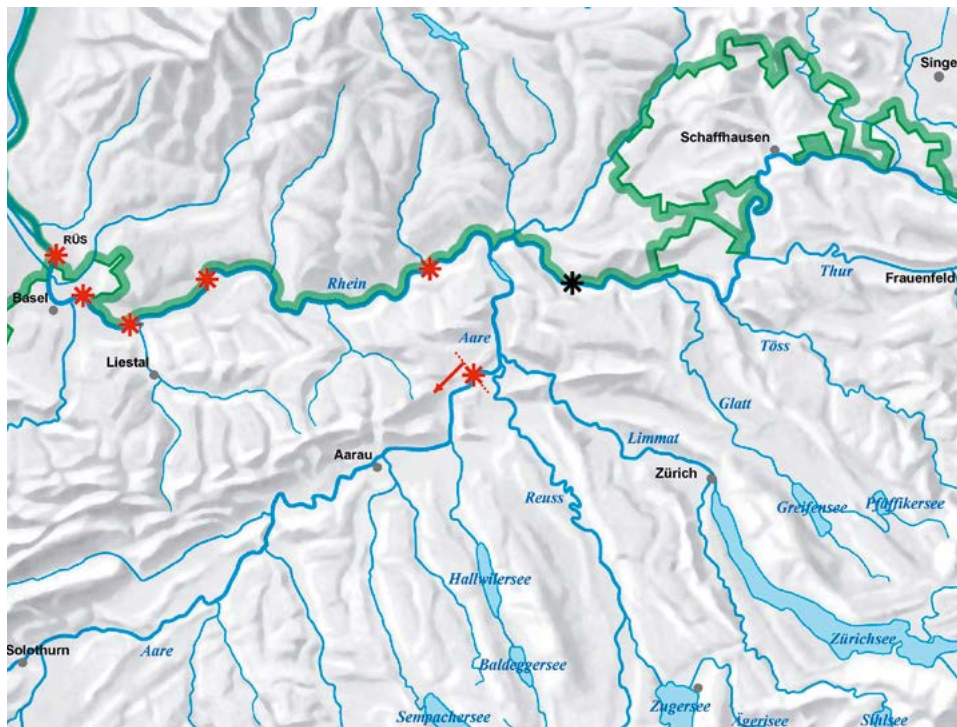 Singe
Schaffhausen
RÜS
Rhein
Thur
Frauenfeld
Basel
Aare
Töss
Liestal
Glatt
Limmat
Aarau
Zürich
Reuss
Greifensee
Pfäffikersee
Hallwilersee
Zürichsee
Solothurn
Aare
Baldeggersee
Zugersee
Sempachersee
Ägerisee
Sihlsee